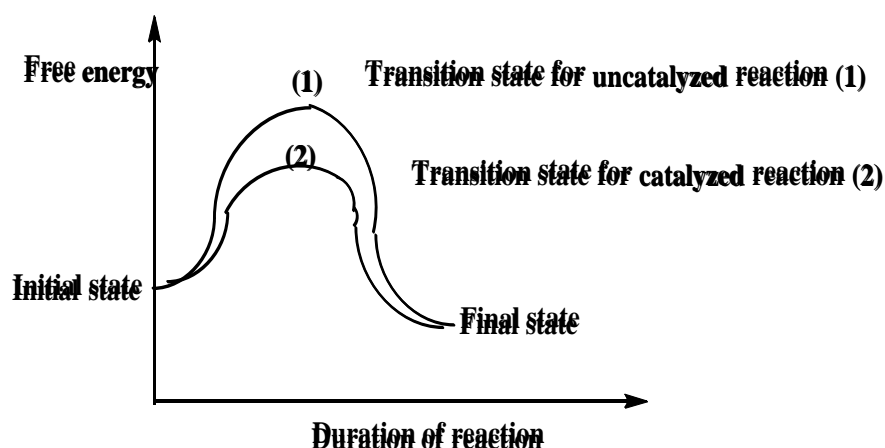 Free energy
(1)
Transition state for uncatalyzed reaction (1)
(2)
Transition state for catalyzed reaction (2)
Initial state
Final state
Duration of reaction